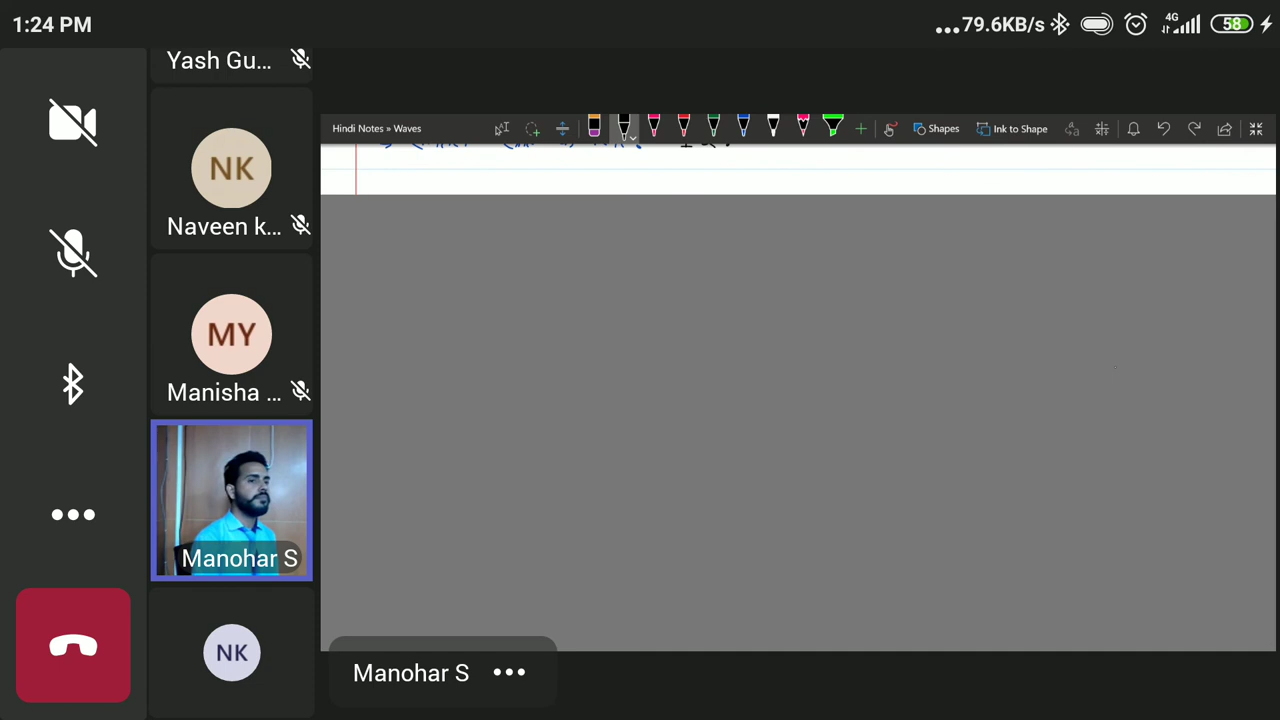 1:24 PM
...79.6KB/s 4G 58
Yash Gu...
NK
Naveen k...
MY
Manisha ...
Manohar S
NK
Hindi Notes » Waves
Shapes
Ink to Shape
Manohar S